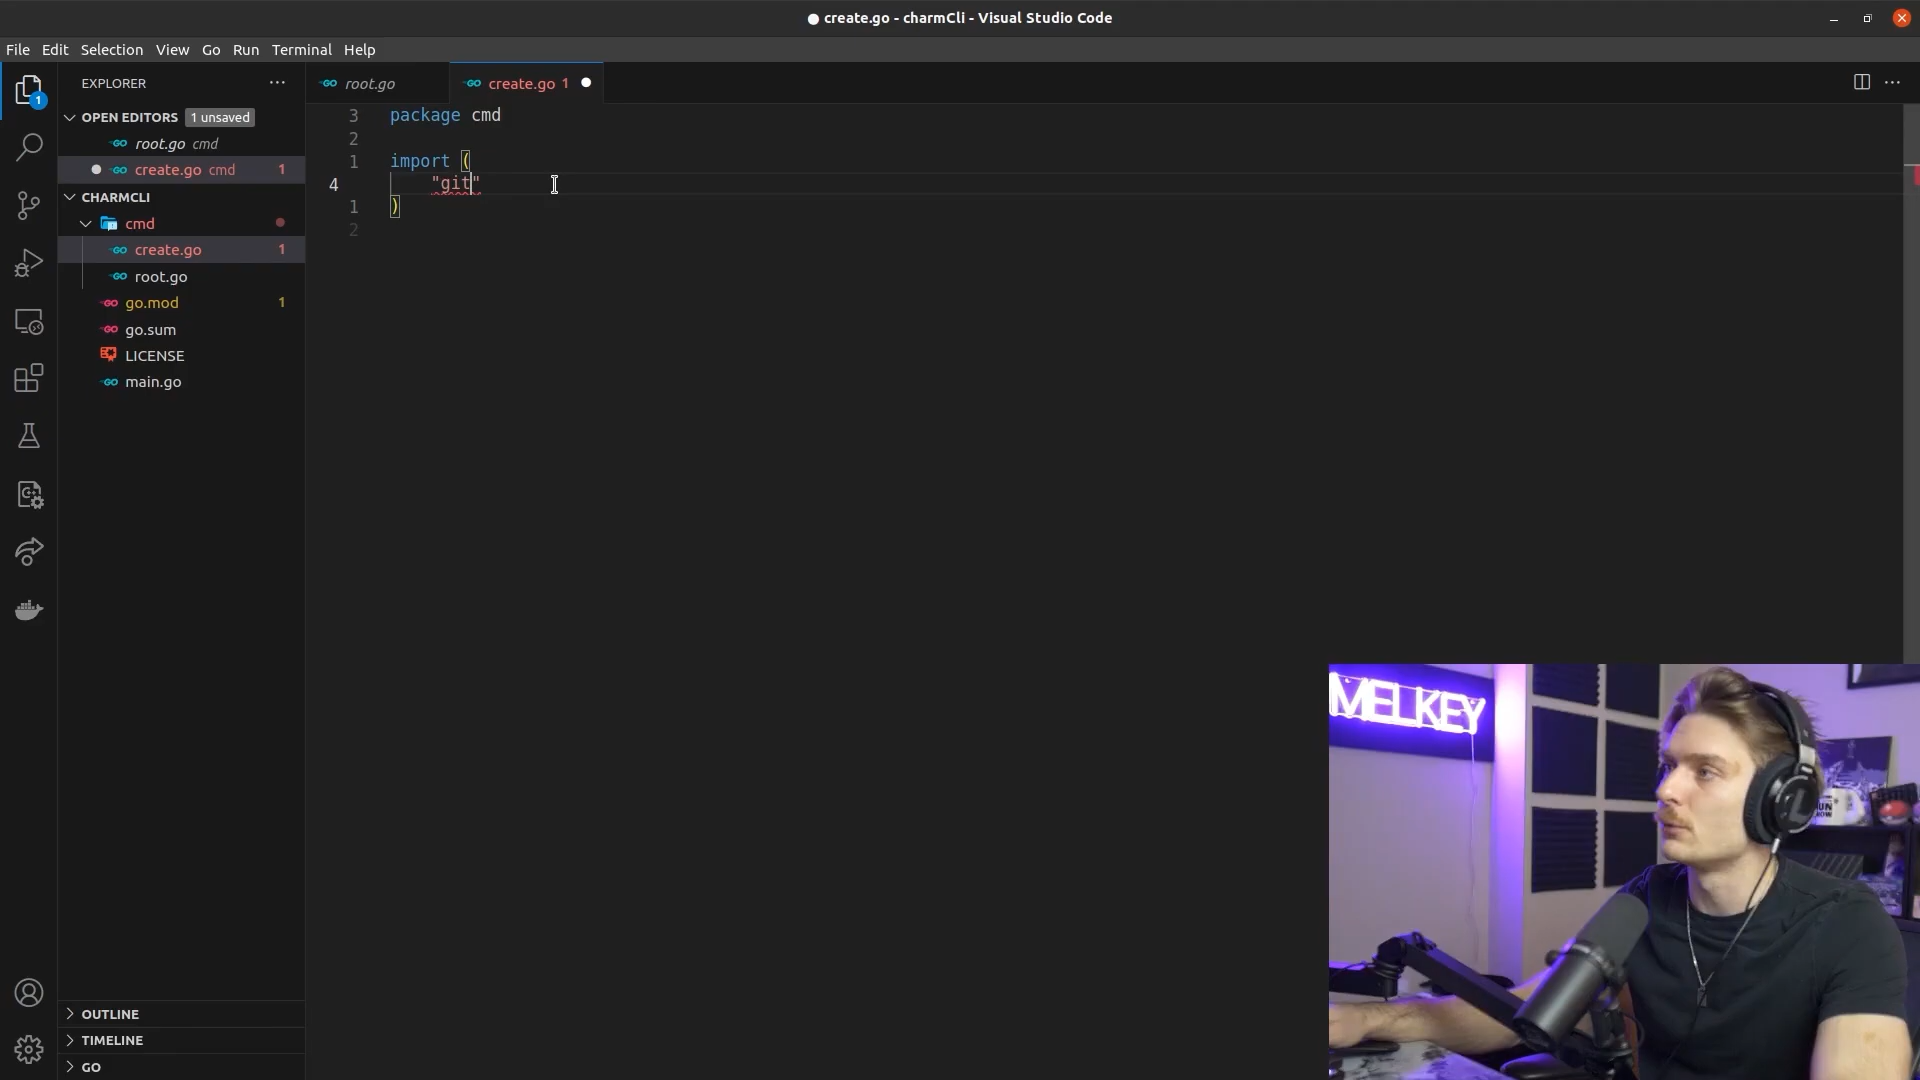 ● create.go - charmCli - Visual Studio Code
File Edit Selection View Go Run Terminal Help
EXPLORER
OPEN EDITORS 1 unsaved
root.go cmd
create.go cmd 1
CHARMCLI
cmd
create.go 1
root.go
go.mod 1
go.sum
LICENSE
main.go
OUTLINE
TIMELINE
GO
1
root.go
create.go 1
3 package cmd
2
1 import (
4 "git"
1 )
2
MELKEY